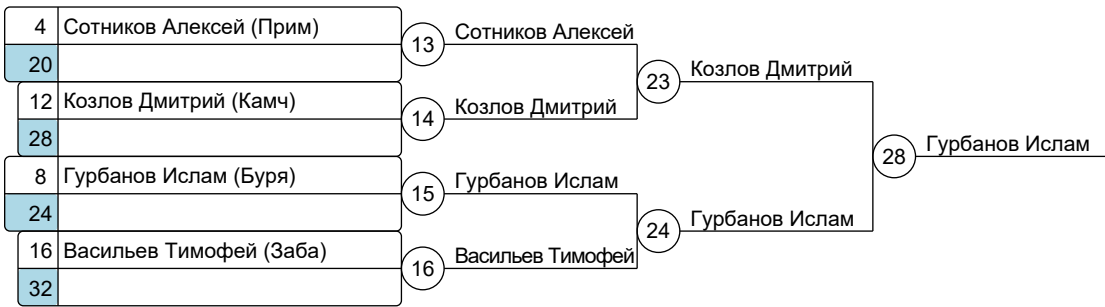 4 Сотников Алексей (Прим)
20
13 Сотников Алексей
12 Козлов Дмитрий (Камч)
28
14 Козлов Дмитрий
23 Козлов Дмитрий
8 Гурбанов Ислам (Буря)
24
15 Гурбанов Ислам
16 Васильев Тимофей (Заба)
32
16 Васильев Тимофей
24 Гурбанов Ислам
28 Гурбанов Ислам